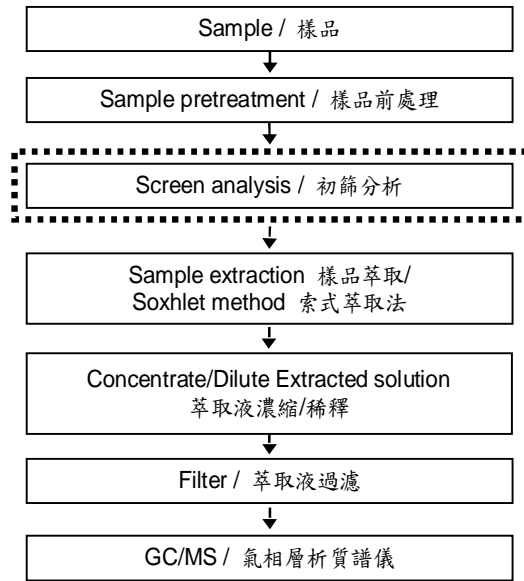 Sample / 樣品
Sample pretreatment / 樣品前處理
Screen analysis / 初篩分析
Sample extraction 樣品萃取/
Soxhlet method 索式萃取法
Concentrate/Dilute Extracted solution
萃取液濃縮/稀釋
Filter / 萃取液過濾
GC/MS / 氣相層析質譜儀